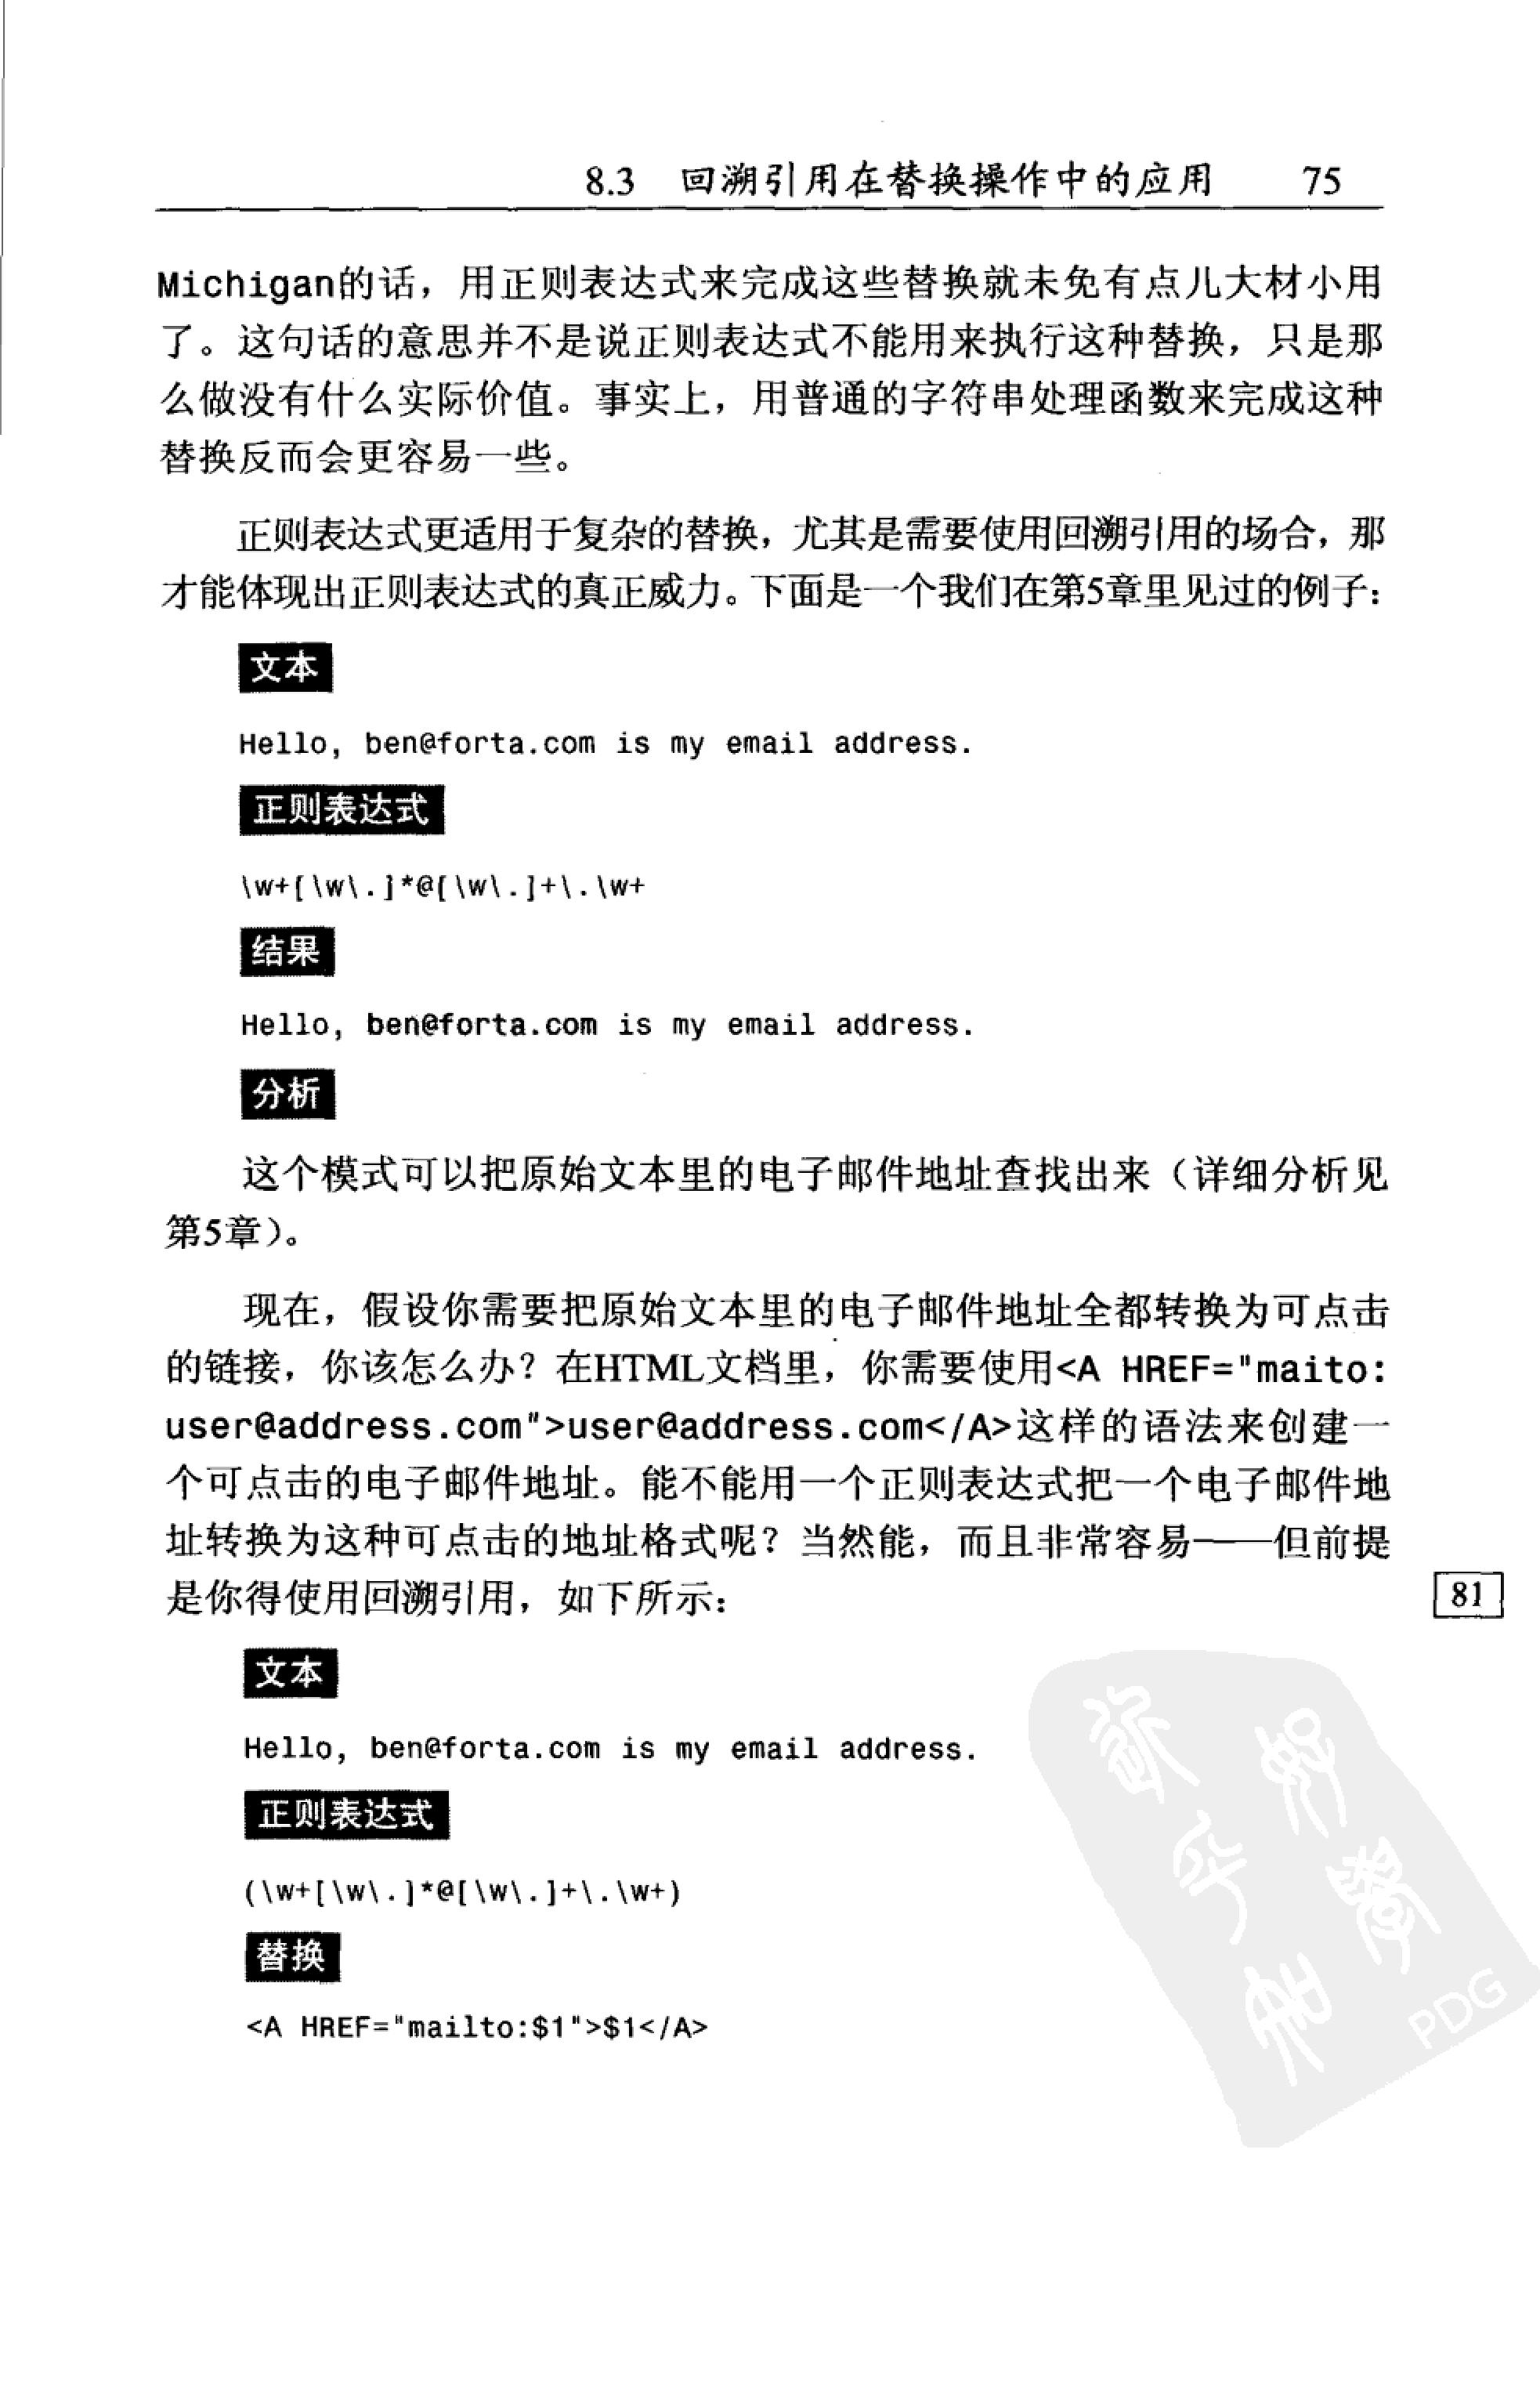 8.3 回溯引用在替换操作中的应用 75
Michigan的话，用正则表达式来完成这些替换就未免有点儿大材小用
了。这句话的意思并不是说正则表达式不能用来执行这种替换，只是那
么做没有什么实际价值。事实上，用普通的字符串处理函数来完成这种
替换反而会更容易一些。
正则表达式更适用于复杂的替换，尤其是需要使用回溯引用的场合，那
才能体现出正则表达式的真正威力。下面是一个我们在第5章里见过的例子：
文本
Hello, ben@forta.com is my email address.
正则表达式
\w+[\w\.]*@[\w\.]+\.\w+
结果
Hello, ben@forta.com is my email address.
分析
这个模式可以把原始文本里的电子邮件地址查找出来（详细分析见
第5章）。
现在，假设你需要把原始文本里的电子邮件地址全都转换为可点击
的链接，你该怎么办？在HTML文档里，你需要使用<A HREF="maito:
user@address.com">user@address.com</A>这样的语法来创建一
个可点击的电子邮件地址。能不能用一个正则表达式把一个电子邮件地
址转换为这种可点击的地址格式呢？当然能，而且非常容易——但前提
是你得使用回溯引用，如下所示：
81
文本
Hello, ben@forta.com is my email address.
正则表达式
(\w+[\w\.]*@[\w\.]+\.\w+)
替换
<A HREF="mailto:$1">$1</A>
PDG